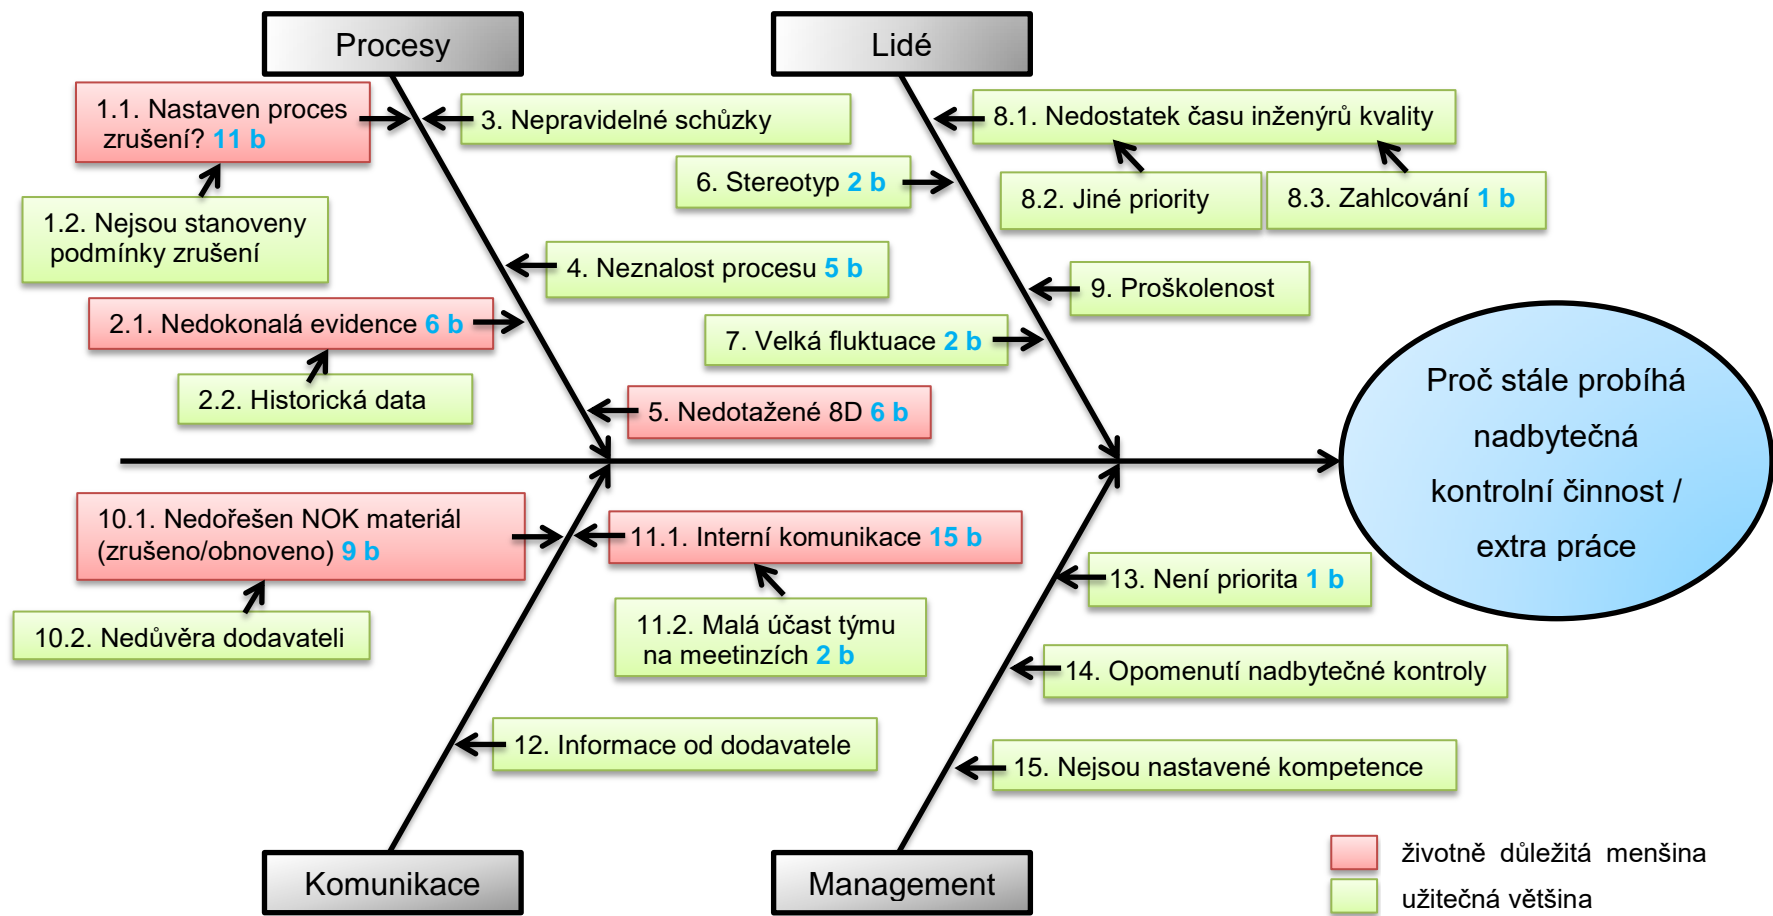 Procesy
Lidé
1.1. Nastaven proces
zrušení? 11 b
3. Nepravidelné schůzky
8.1. Nedostatek času inženýrů kvality
6. Stereotyp 2 b
8.2. Jiné priority
8.3. Zahlcování 1 b
1.2. Nejsou stanoveny
podmínky zrušení
4. Neznalost procesu 5 b
9. Proškolenost
2.1. Nedokonalá evidence 6 b
7. Velká fluktuace 2 b
2.2. Historická data
5. Nedotažené 8D 6 b
Proč stále probíhá
nadbytečná
kontrolní činnost /
extra práce
10.1. Nedořešen NOK materiál
(zrušeno/obnoveno) 9 b
11.1. Interní komunikace 15 b
13. Není priorita 1 b
10.2. Nedůvěra dodavateli
11.2. Malá účast týmu
na meetinzích 2 b
14. Opomenutí nadbytečné kontroly
12. Informace od dodavatele
15. Nejsou nastavené kompetence
Komunikace
Management
životně důležitá menšina
užitečná většina